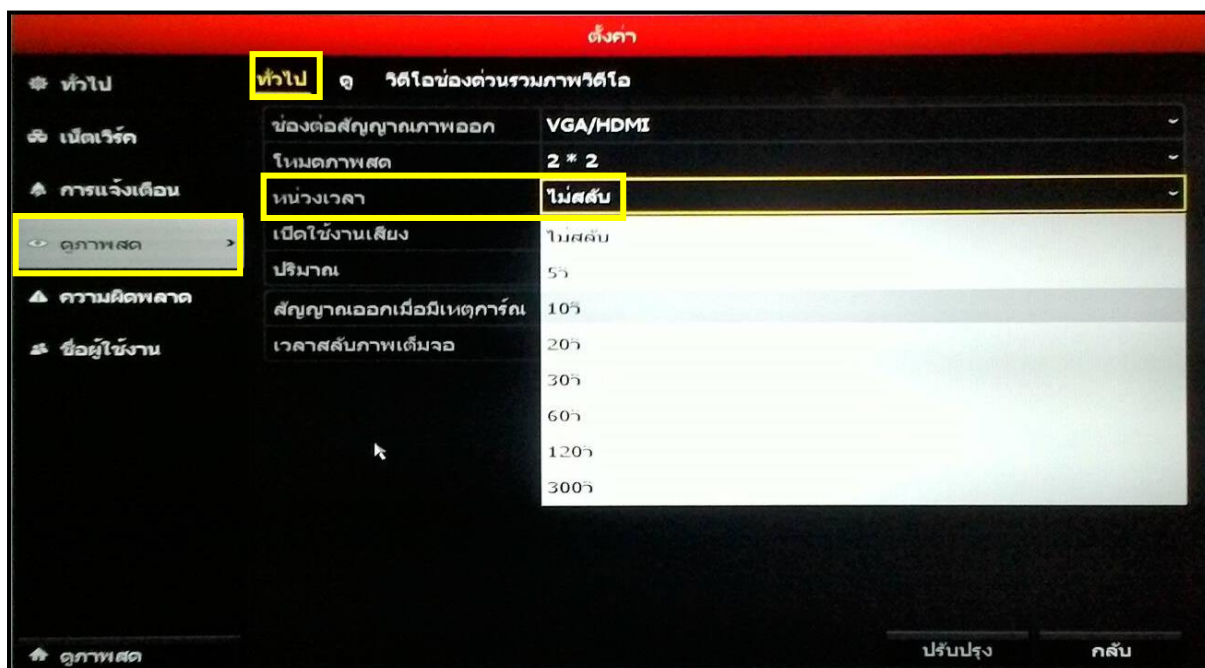 ตั้งค่า
ทั่วไป
เน็ตเวิร์ค
การแจ้งเตือน
ดูภาพสด
ความผิดพลาด
ชื่อผู้ใช้งาน
ดูภาพสด
ทั่วไป ดู วิดีโอช่องด่วนรวมภาพวิดีโอ
ช่องต่อสัญญาณภาพออก VGA/HDMI
โหมดภาพสด 2 * 2
หน่วงเวลา ไม่สลับ
เปิดใช้งานเสียง
ปริมาณ
สัญญาณออกเมื่อมีเหตุการ์ณ
เวลาสลับภาพเต็มจอ
ไม่สลับ
5วิ
10วิ
20วิ
30วิ
60วิ
120วิ
300วิ
ปรับปรุง กลับ